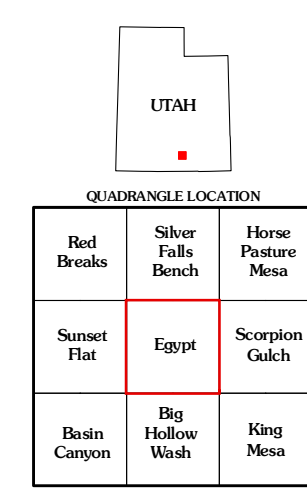 UTAH
QUADRANGLE LOCATION
Red
Breaks
Silver
Falls
Bench
Horse
Pasture
Mesa
Sunset
Flat
Egypt
Scorpion
Gulch
Basin
Canyon
Big
Hollow
Wash
King
Mesa